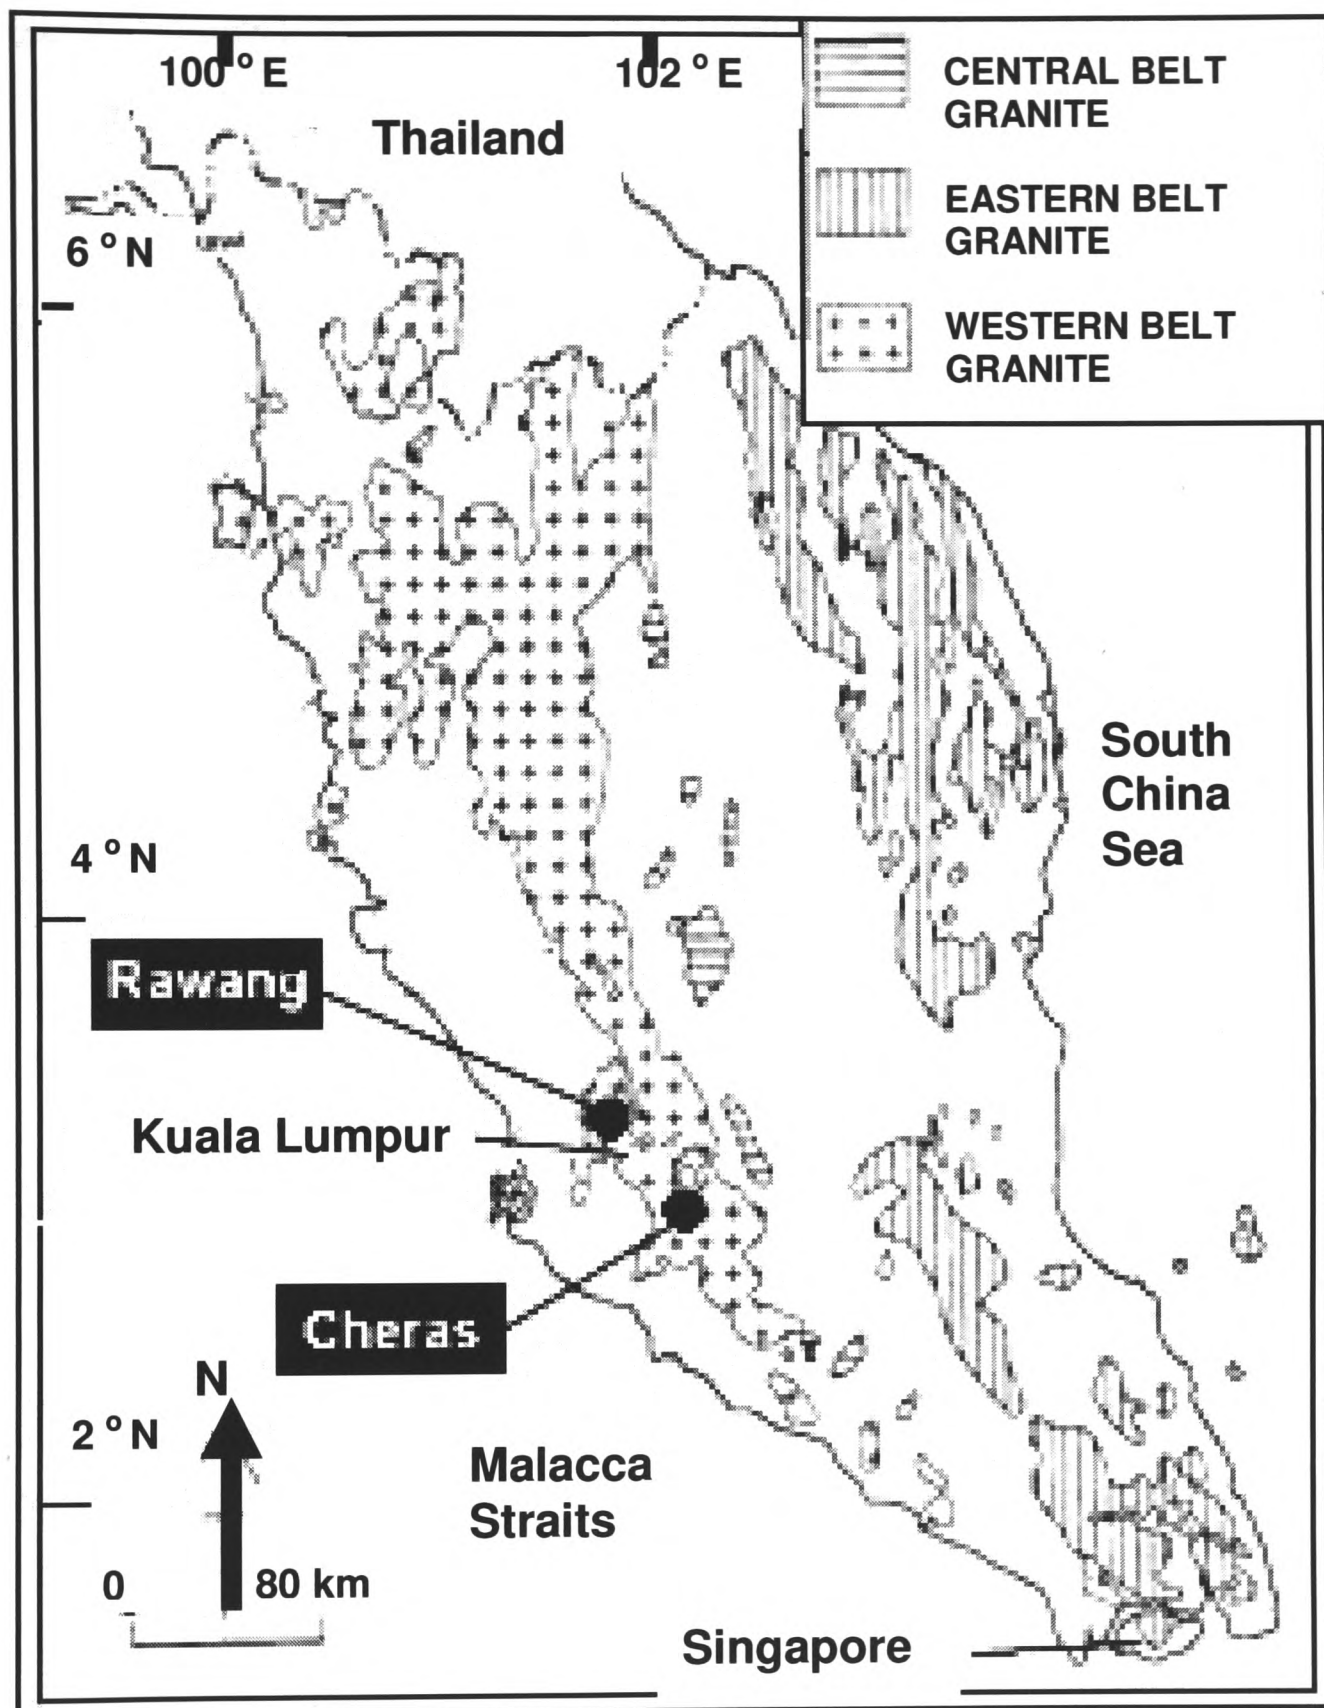 100 °E
102 °E
CENTRAL BELT
GRANITE
Thailand
EASTERN BELT
GRANITE
6 °N
WESTERN BELT
GRANITE
South
China
Sea
4 °N
Rawang
Kuala Lumpur
Cheras
N
2 °N
Malacca
Straits
0
80 km
Singapore